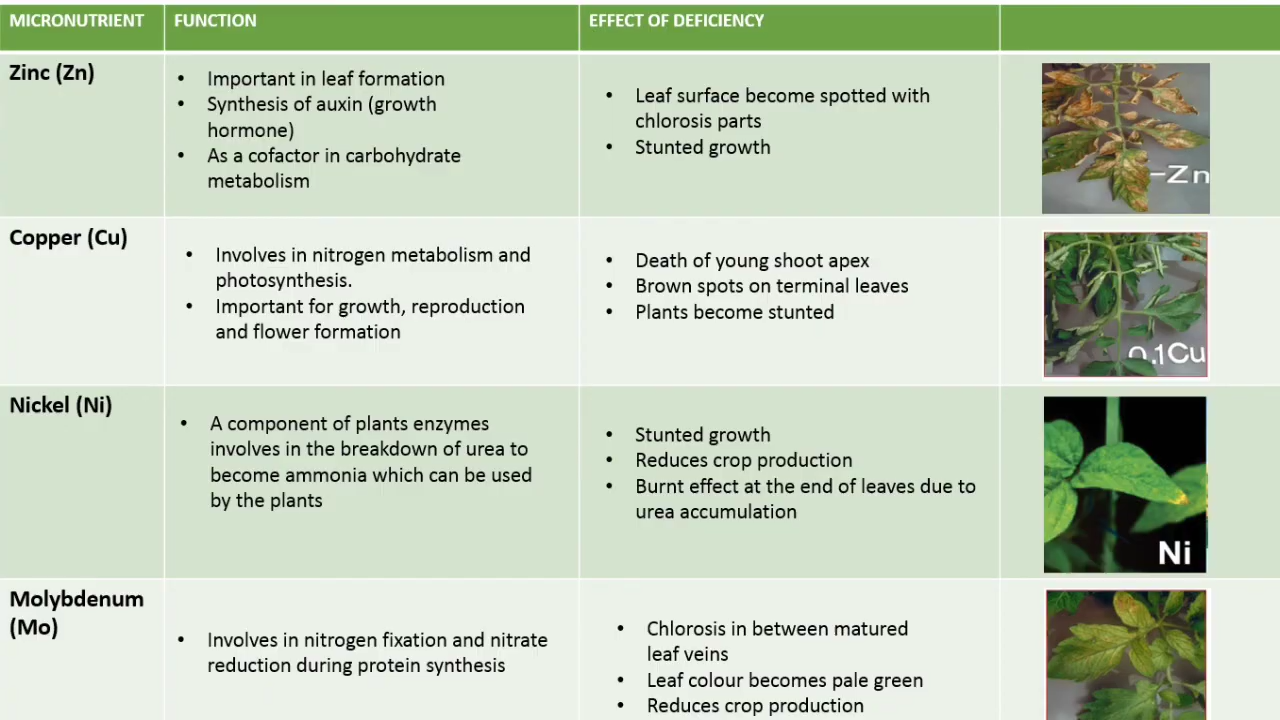 MICRONUTRIENT FUNCTION EFFECT OF DEFICIENCY
Zinc (Zn)
• Important in leaf formation
• Synthesis of auxin (growth
hormone)
• As a cofactor in carbohydrate
metabolism
• Leaf surface become spotted with
chlorosis parts
• Stunted growth
-Zn
Copper (Cu)
• Involves in nitrogen metabolism and
photosynthesis.
• Important for growth, reproduction
and flower formation
• Death of young shoot apex
• Brown spots on terminal leaves
• Plants become stunted
0.1Cu
Nickel (Ni)
• A component of plants enzymes
involves in the breakdown of urea to
become ammonia which can be used
by the plants
• Stunted growth
• Reduces crop production
• Burnt effect at the end of leaves due to
urea accumulation
Ni
Molybdenum
(Mo)
• Involves in nitrogen fixation and nitrate
reduction during protein synthesis
• Chlorosis in between matured
leaf veins
• Leaf colour becomes pale green
• Reduces crop production